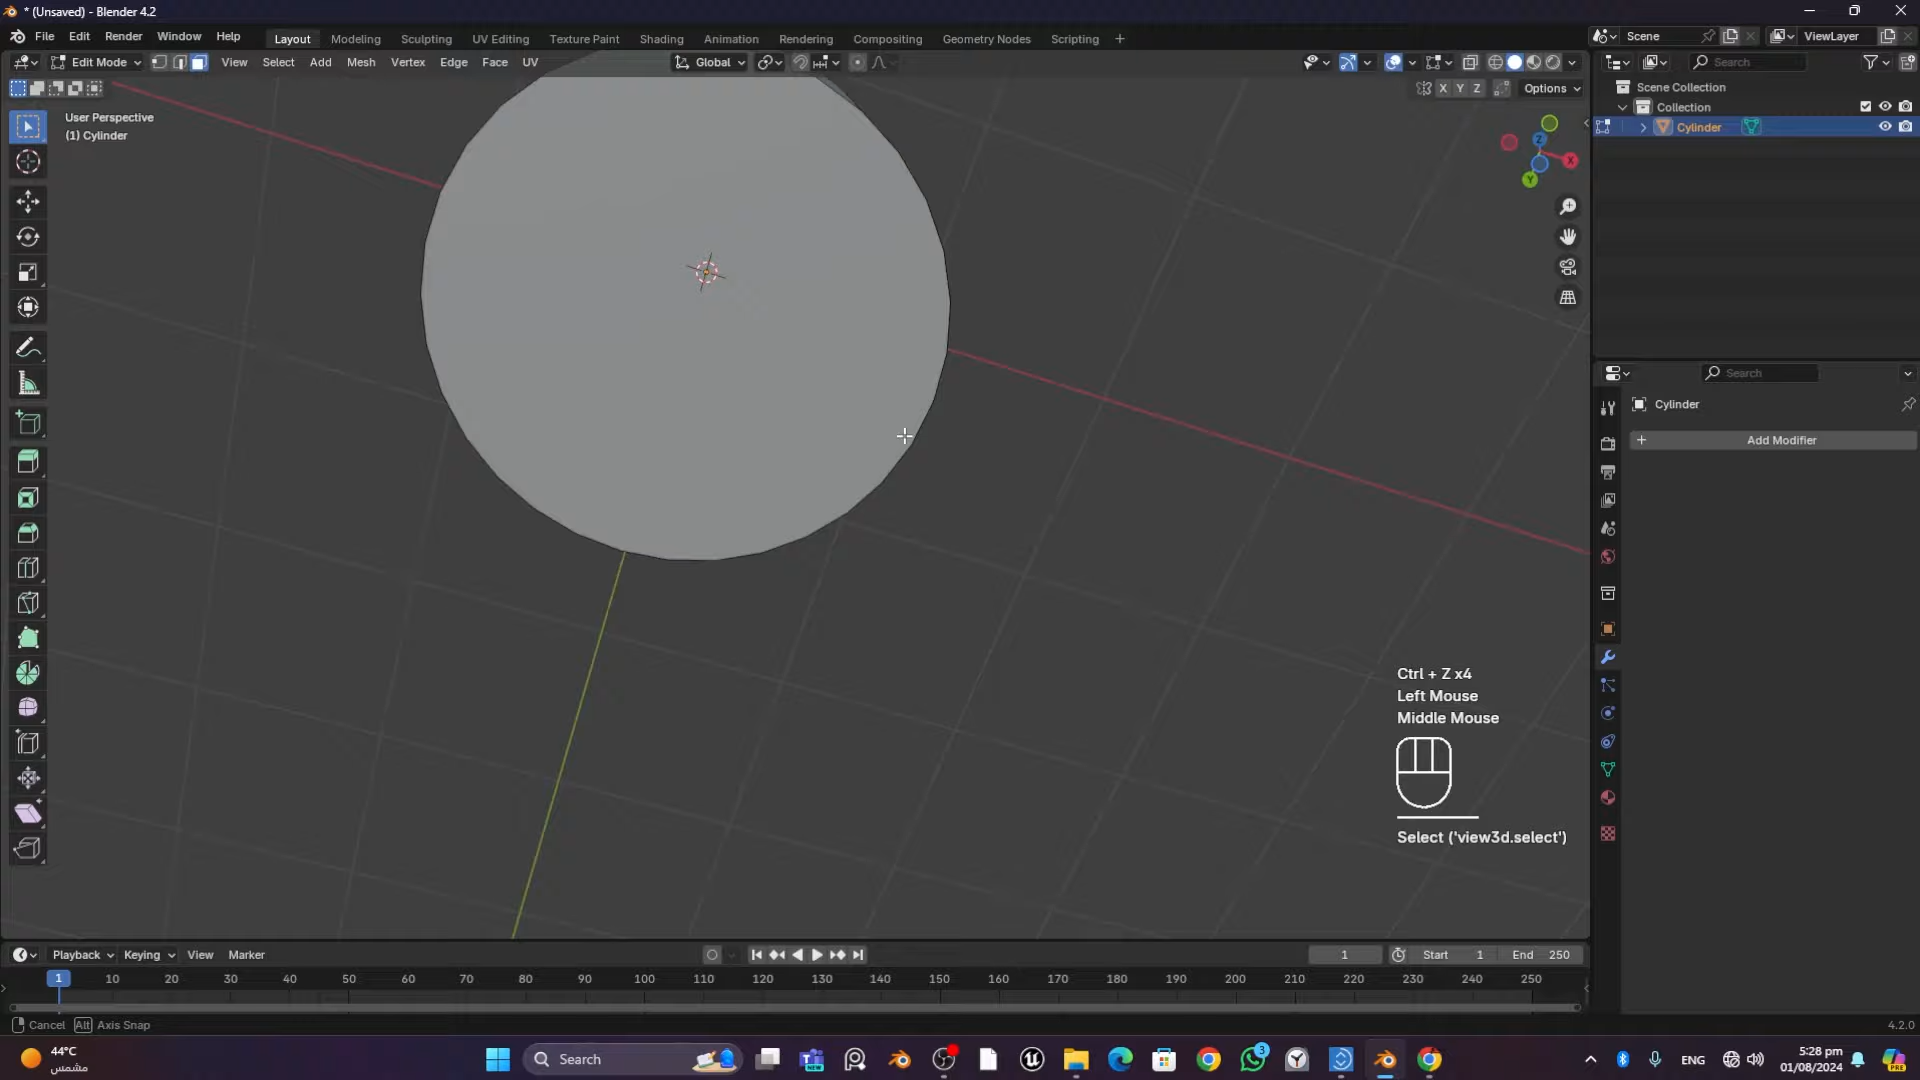 * (Unsaved) - Blender 4.2
File Edit Render Window Help
Layout Modeling Sculpting UV Editing Texture Paint Shading Animation Rendering Compositing Geometry Nodes Scripting +
Scene
ViewLayer
Edit Mode View Select Add Mesh Vertex Edge Face UV
Global
Search
X Y Z Options
User Perspective
(1) Cylinder
Scene Collection
Collection
Cylinder
Z
X
Y
Search
Cylinder
+ Add Modifier
Ctrl + Z x4
Left Mouse
Middle Mouse
Select ('view3d.select')
Playback Keying View Marker
1 Start 1 End 250
1 10 20 30 40 50 60 70 80 90 100 110 120 130 140 150 160 170 180 190 200 210 220 230 240 250
Cancel Alt Axis Snap
4.2.0
44°C
مشمس
Search
NEW
3
ENG
5:28 pm
01/08/2024
PRE